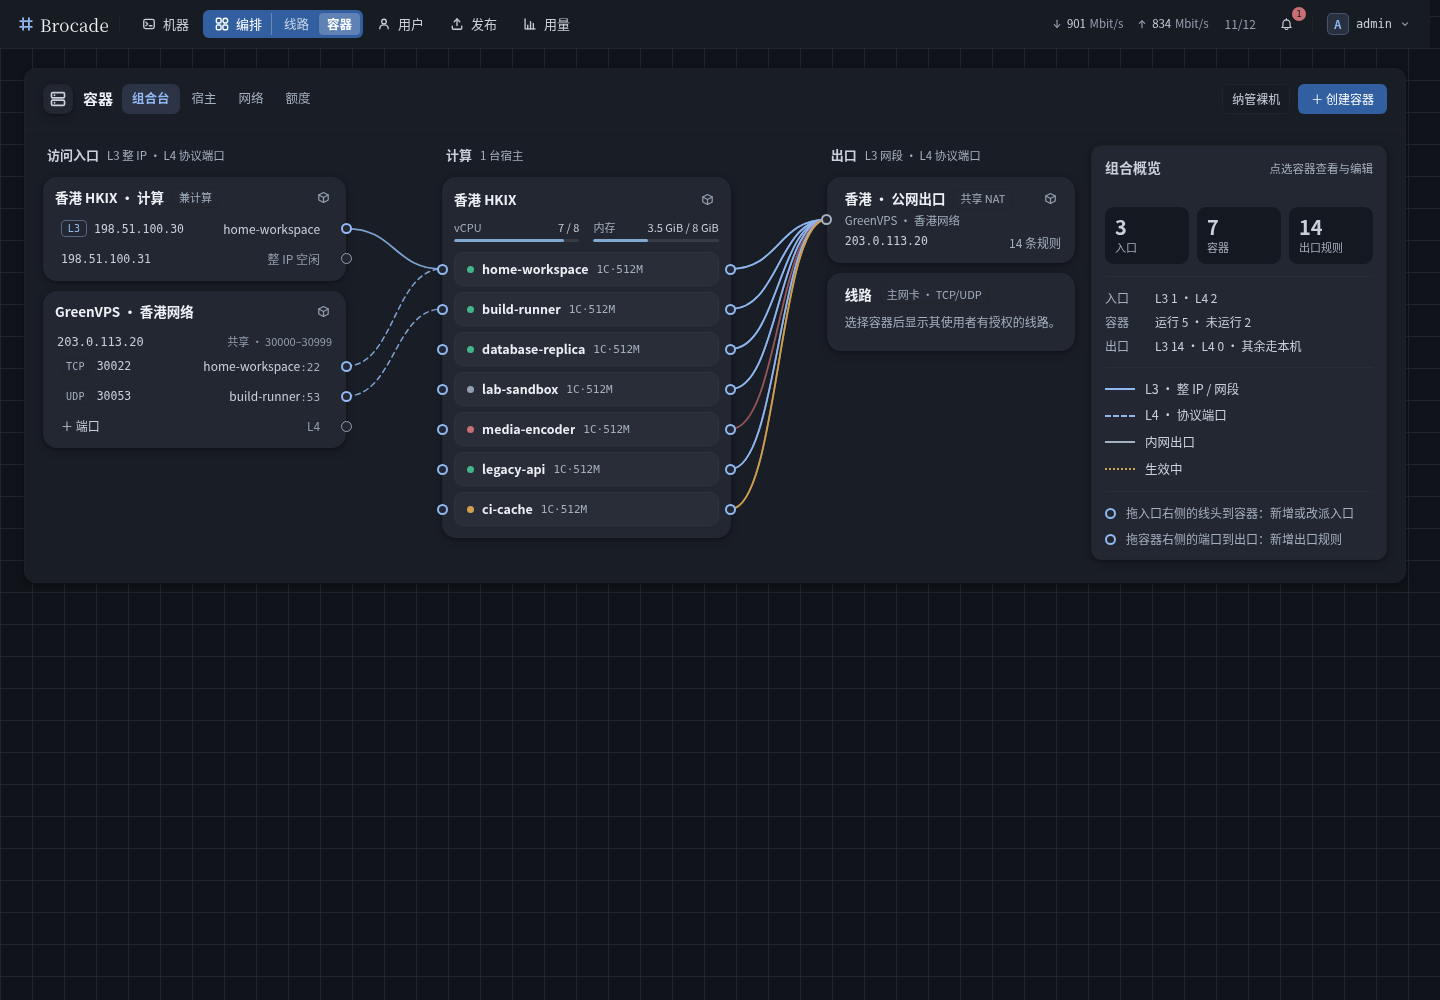 Brocade 机器 编排 线路 容器 用户 发布 用量 ↓ 901 Mbit/s ↑ 834 Mbit/s 11/12 1 A admin
容器 组合台 宿主 网络 额度 纳管裸机 ＋ 创建容器
访问入口 L3 整 IP · L4 协议端口
香港 HKIX · 计算 兼计算
L3 198.51.100.30 home-workspace
198.51.100.31 整 IP 空闲
GreenVPS · 香港网络
203.0.113.20 共享 · 30000–30999
TCP 30022 home-workspace:22
UDP 30053 build-runner:53
＋ 端口 L4
计算 1 台宿主
香港 HKIX
vCPU 7 / 8 内存 3.5 GiB / 8 GiB
home-workspace 1C·512M
build-runner 1C·512M
database-replica 1C·512M
lab-sandbox 1C·512M
media-encoder 1C·512M
legacy-api 1C·512M
ci-cache 1C·512M
出口 L3 网段 · L4 协议端口
香港 · 公网出口 共享 NAT
GreenVPS · 香港网络
203.0.113.20 14 条规则
线路 主网卡 · TCP/UDP
选择容器后显示其使用者有授权的线路。
组合概览 点选容器查看与编辑
3 7 14
入口 容器 出口规则
入口 L3 1 · L4 2
容器 运行 5 · 未运行 2
出口 L3 14 · L4 0 · 其余走本机
L3 · 整 IP / 网段
L4 · 协议端口
内网出口
生效中
拖入口右侧的线头到容器：新增或改派入口
拖容器右侧的端口到出口：新增出口规则